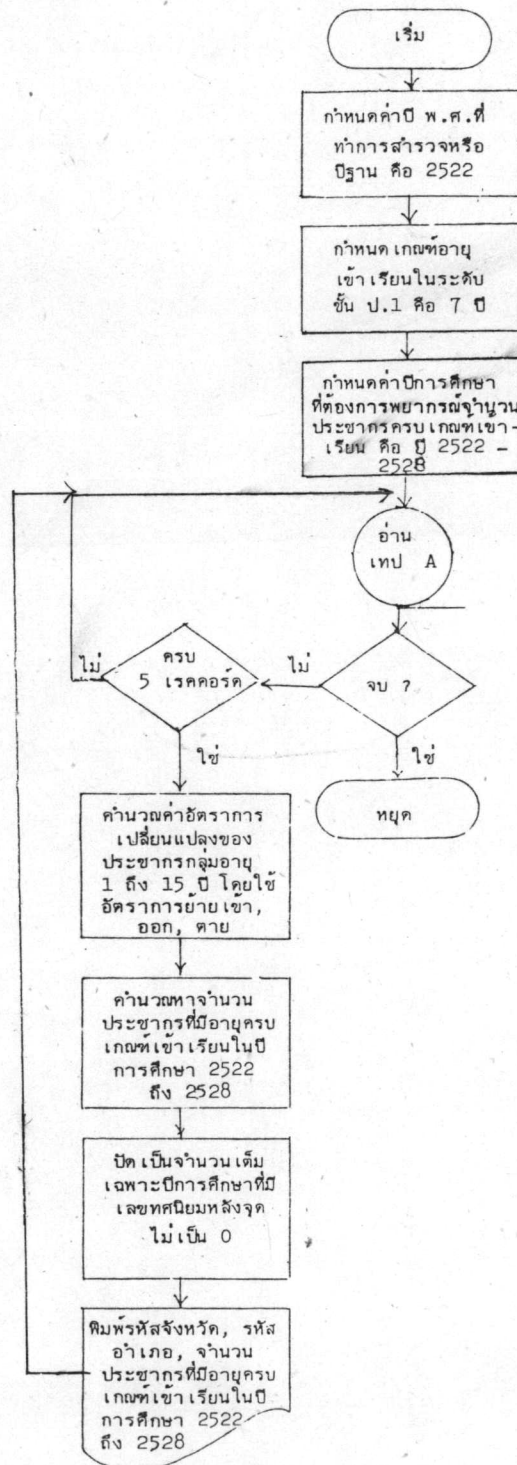 เริ่ม
กำหนดค่าปี พ.ศ.ที่
ทำการสำรวจหรือ
ปีฐาน คือ 2522
กำหนด เกณฑ์อายุ
เข้า เรียนในระดับ
ชั้น ป.1 คือ 7 ปี
กำหนดค่าปีการศึกษา
ที่ต้องการพยากรณ์จำนวน
ประชากรครบ เกณฑ์เข้า-
เรียน คือ ปี 2522 -
2528
อ่าน
เทป A
จบ ?
ไม่
ใช่
หยุด
ครบ
5 เรคคอร์ด
ไม่
ใช่
คำนวณค่าอัตราการ
เปลี่ยนแปลงของ
ประชากรกลุ่มอายุ
1 ถึง 15 ปี โดยใช้
อัตราการย้าย เข้า,
ออก, ตาย
คำนวณหาจำนวน
ประชากรที่มีอายุครบ
เกณฑ์เข้า เรียนในปี
การศึกษา 2522
ถึง 2528
ปัด เป็นจำนวน เต็ม
เฉพาะปีการศึกษาที่มี
เลขทศนิยมหลังจุด
ไม่ เป็น 0
พิมพ์รหัสจังหวัด, รหัส
อำ เภอ, จำนวน
ประชากรที่มีอายุครบ
เกณฑ์เข้า เรียนในปี
การศึกษา 2522
ถึง 2528